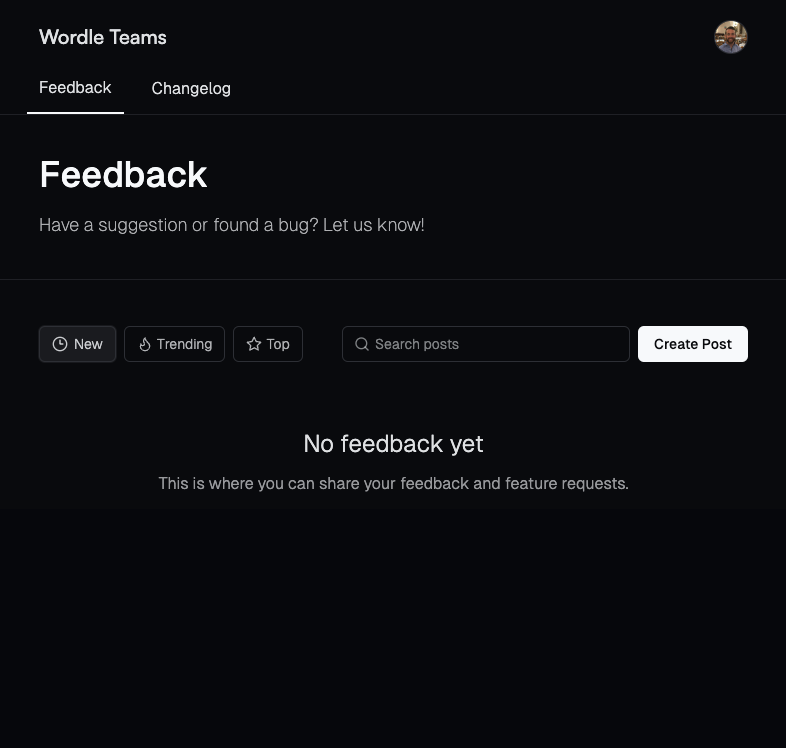 Wordle Teams
Feedback Changelog
Feedback
Have a suggestion or found a bug? Let us know!
New Trending Top Search posts Create Post
No feedback yet
This is where you can share your feedback and feature requests.